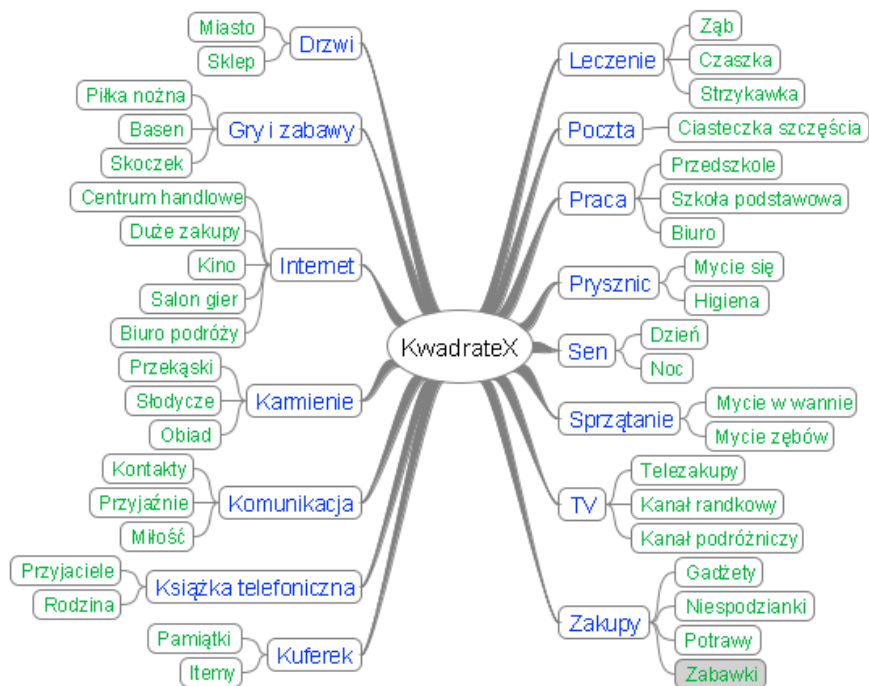 Drzwi
Miasto
Sklep
Gry i zabawy
Piłka nożna
Basen
Skoczek
Internet
Centrum handlowe
Duże zakupy
Kino
Salon gier
Biuro podróży
Karmienie
Przekąski
Słodycze
Obiad
Komunikacja
Kontakty
Przyjaźnie
Miłość
Książka telefoniczna
Przyjaciele
Rodzina
Kuferek
Pamiątki
Itemy
KwadrateX
Leczenie
Ząb
Czaszka
Strzykawka
Poczta
Ciasteczka szczęścia
Praca
Przedszkole
Szkoła podstawowa
Biuro
Prysznic
Mycie się
Higiena
Sen
Dzień
Noc
Sprzątanie
Mycie w wannie
Mycie zębów
TV
Telezakupy
Kanał randkowy
Kanał podróżniczy
Zakupy
Gadżety
Niespodzianki
Potrawy
Zabawki